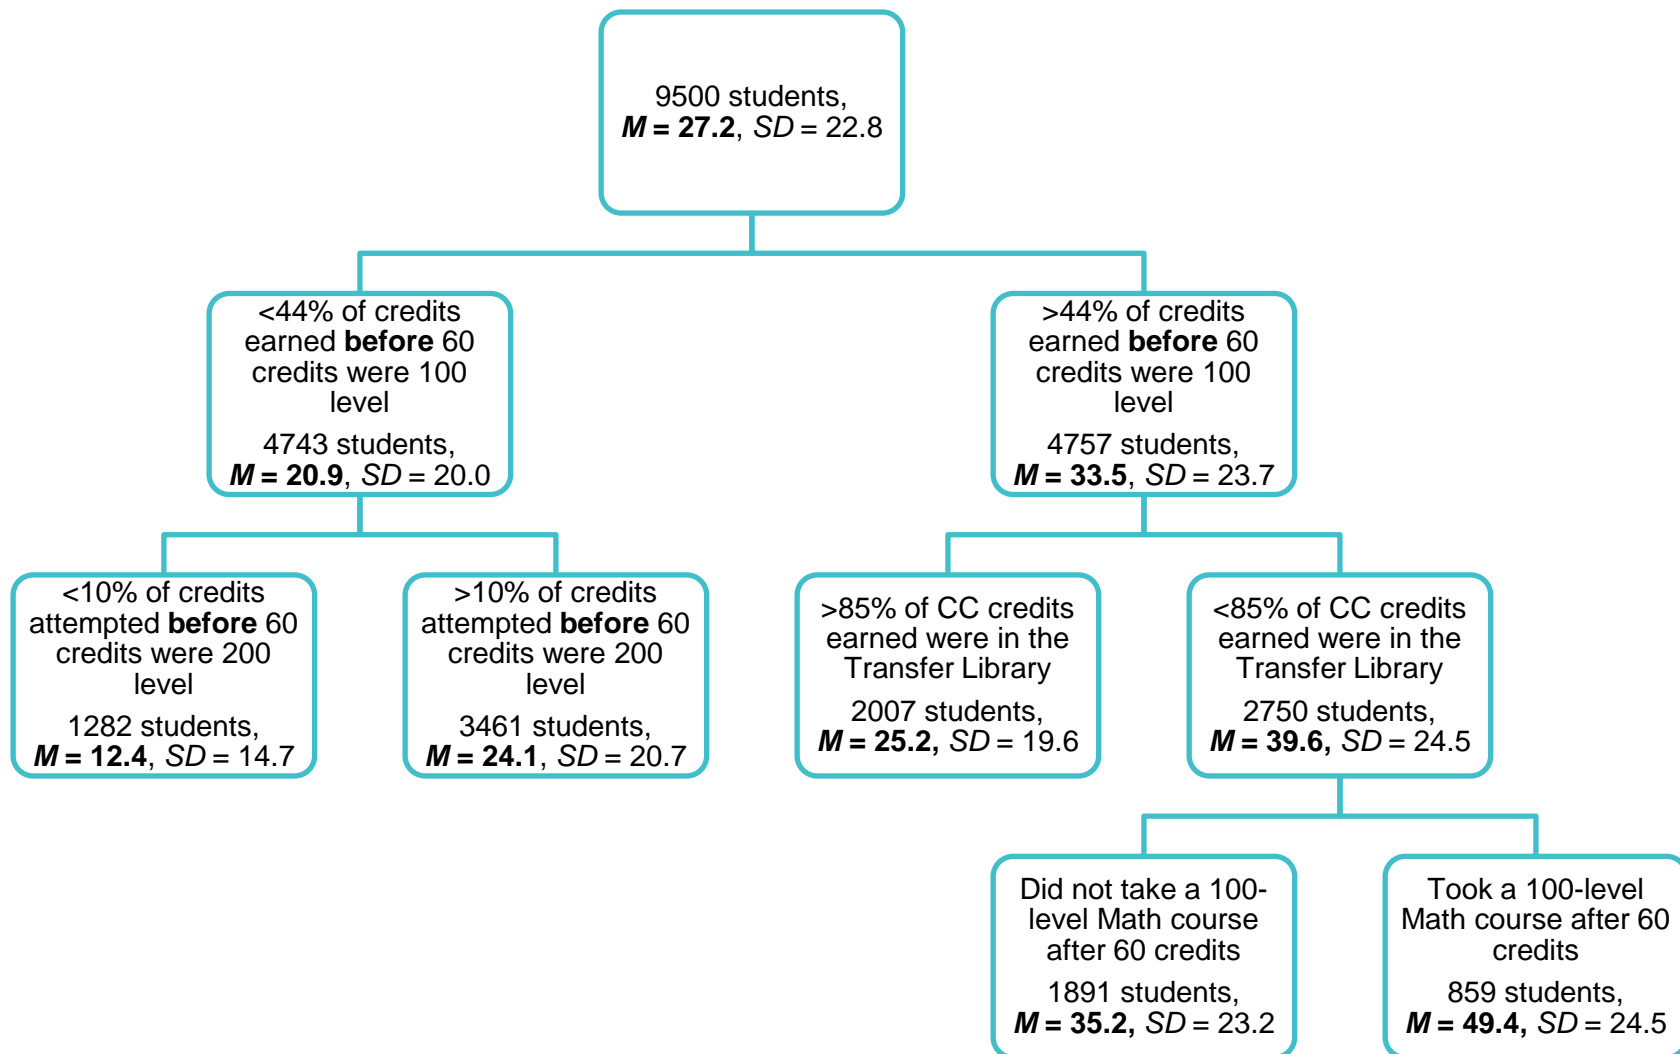 9500 students,
M = 27.2, SD = 22.8
<44% of credits
earned before 60
credits were 100
level
4743 students,
M = 20.9, SD = 20.0
>44% of credits
earned before 60
credits were 100
level
4757 students,
M = 33.5, SD = 23.7
<10% of credits
attempted before 60
credits were 200
level
1282 students,
M = 12.4, SD = 14.7
>10% of credits
attempted before 60
credits were 200
level
3461 students,
M = 24.1, SD = 20.7
>85% of CC credits
earned were in the
Transfer Library
2007 students,
M = 25.2, SD = 19.6
<85% of CC credits
earned were in the
Transfer Library
2750 students,
M = 39.6, SD = 24.5
Did not take a 100-
level Math course
after 60 credits
1891 students,
M = 35.2, SD = 23.2
Took a 100-level
Math course after 60
credits
859 students,
M = 49.4, SD = 24.5